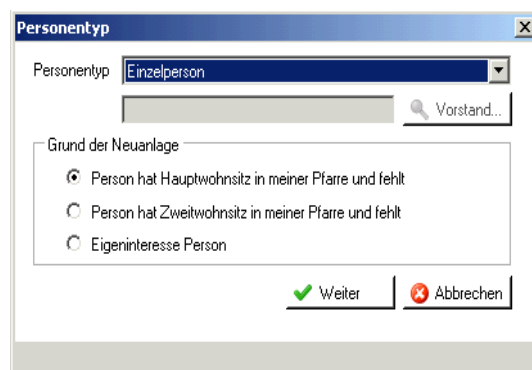 Personentyp
Personentyp Einzelperson
Vorstand...
Grund der Neuanlage
Person hat Hauptwohnsitz in meiner Pfarre und fehlt
Person hat Zweitwohnsitz in meiner Pfarre und fehlt
Eigeninteresse Person
Weiter Abbrechen